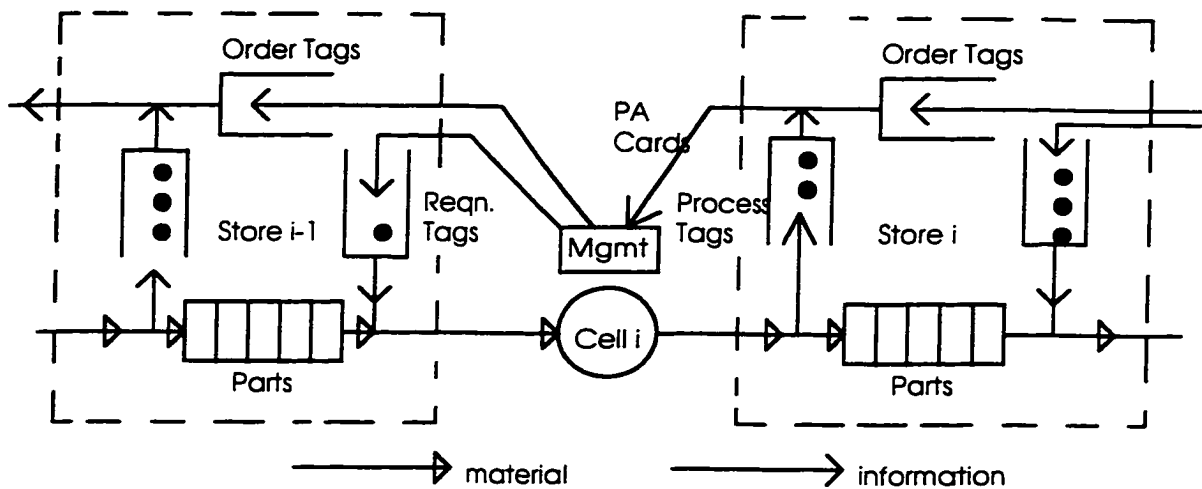 Order Tags
Order Tags
PA
Cards
Reqn.
Tags
Process
Tags
Store i-1
Mgmt
Store i
Cell i
Parts
Parts
material
information